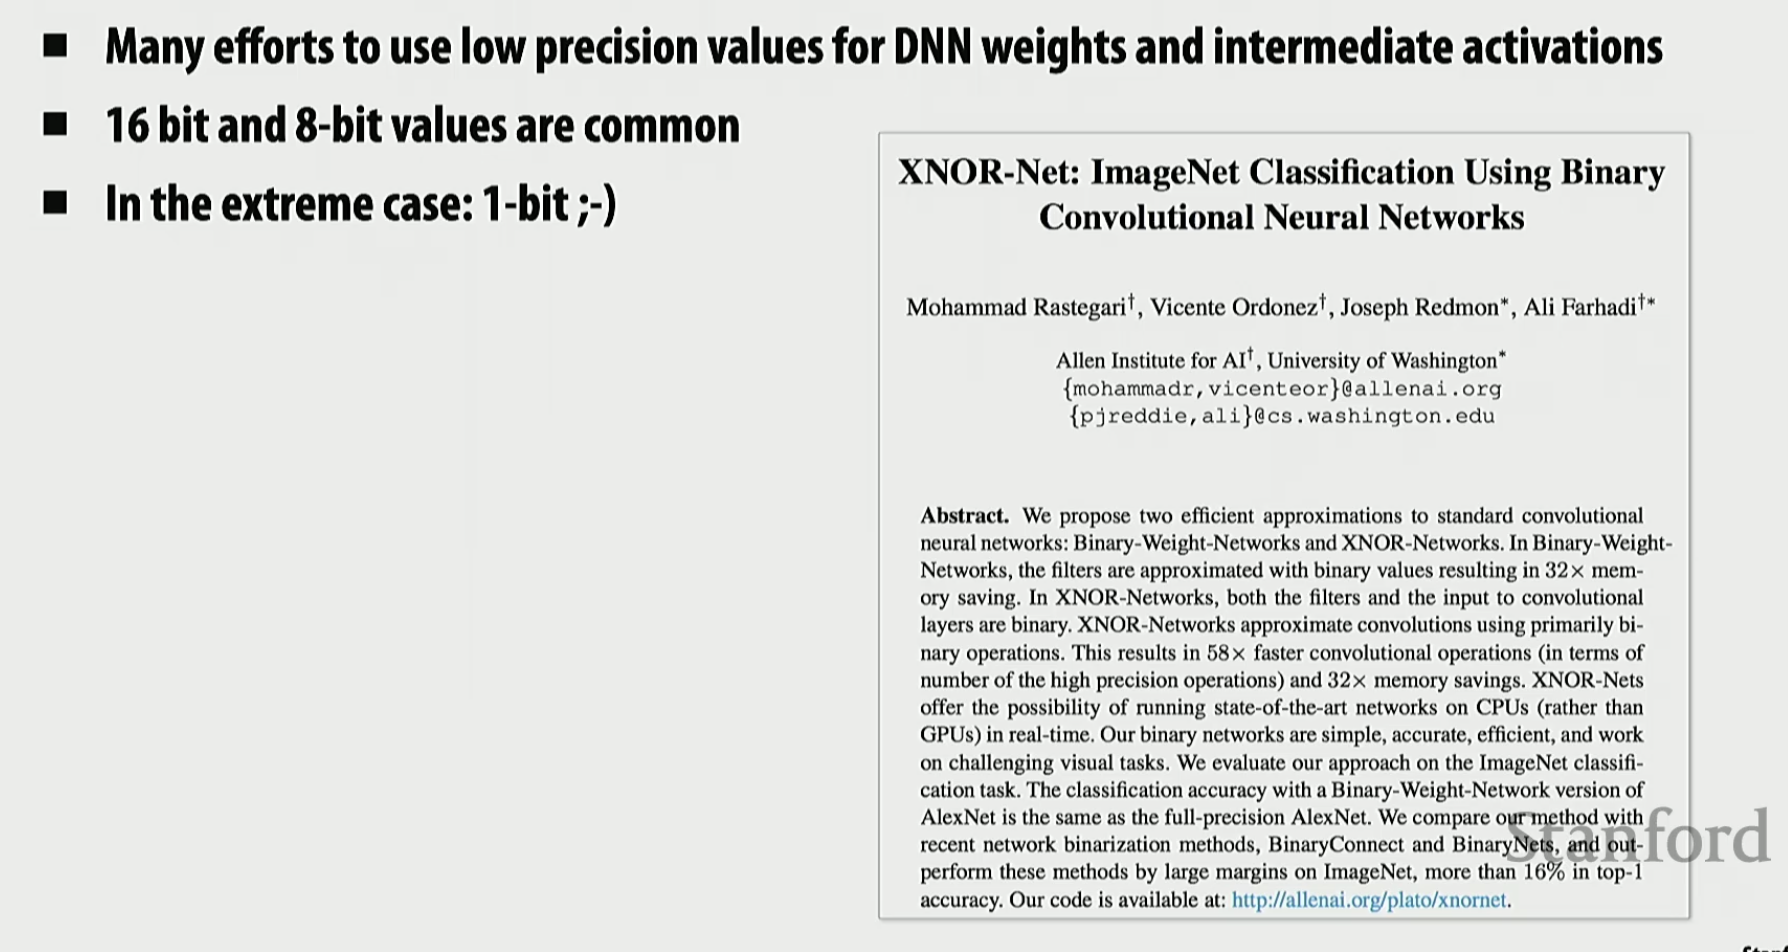 Many efforts to use low precision values for DNN weights and intermediate activations
16 bit and 8-bit values are common
In the extreme case: 1-bit ;-)
XNOR-Net: ImageNet Classification Using Binary
Convolutional Neural Networks
Mohammad Rastegari†, Vicente Ordonez†, Joseph Redmon*, Ali Farhadi†*
Allen Institute for AI†, University of Washington*
{mohammadr,vicenteor}@allenai.org
{pjreddie,ali}@cs.washington.edu
Abstract. We propose two efficient approximations to standard convolutional
neural networks: Binary-Weight-Networks and XNOR-Networks. In Binary-Weight-
Networks, the filters are approximated with binary values resulting in 32× mem-
ory saving. In XNOR-Networks, both the filters and the input to convolutional
layers are binary. XNOR-Networks approximate convolutions using primarily bi-
nary operations. This results in 58× faster convolutional operations (in terms of
number of the high precision operations) and 32× memory savings. XNOR-Nets
offer the possibility of running state-of-the-art networks on CPUs (rather than
GPUs) in real-time. Our binary networks are simple, accurate, efficient, and work
on challenging visual tasks. We evaluate our approach on the ImageNet classifi-
cation task. The classification accuracy with a Binary-Weight-Network version of
AlexNet is the same as the full-precision AlexNet. We compare our method with
recent network binarization methods, BinaryConnect and BinaryNets, and out-
perform these methods by large margins on ImageNet, more than 16% in top-1
accuracy. Our code is available at: http://allenai.org/plato/xnornet.
Stanford